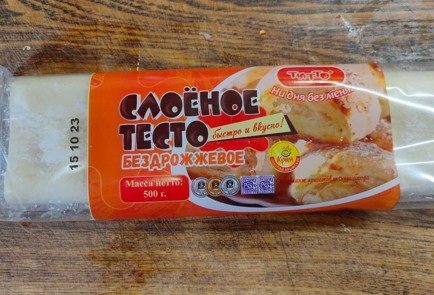 СЛОЁНОЕ
ТЕСТО
быстро и вкусно!
БЕЗДРОЖЖЕВОЕ
Масса нетто:
500 г.
15 10 23
Ни дня без меня